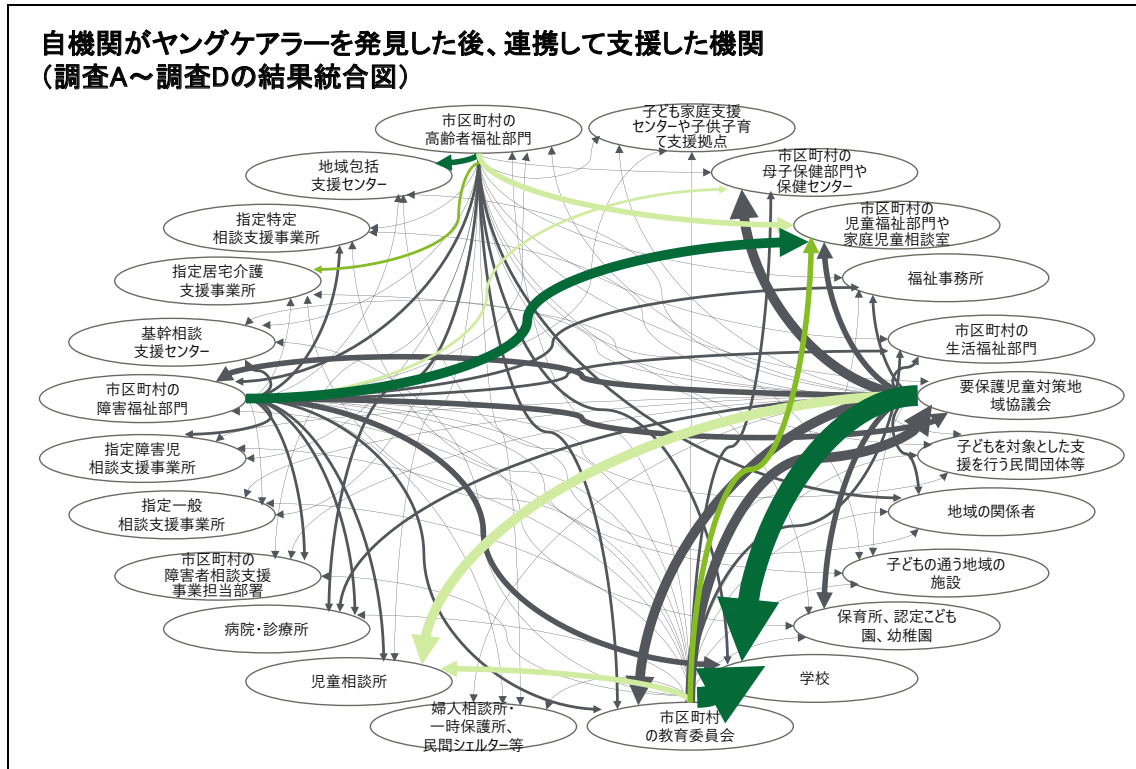 自機関がヤングケアラーを発見した後、連携して支援した機関
（調査A～調査Dの結果統合図）
市区町村の
高齢者福祉部門
子ども家庭支援
センターや子供子育
て支援拠点
地域包括
支援センター
市区町村の
母子保健部門や
保健センター
指定特定
相談支援事業所
市区町村の
児童福祉部門や
家庭児童相談室
指定居宅介護
支援事業所
福祉事務所
基幹相談
支援センター
市区町村の
生活福祉部門
市区町村の
障害福祉部門
要保護児童対策地
域協議会
指定障害児
相談支援事業所
子どもを対象とした支
援を行う民間団体等
指定一般
相談支援事業所
地域の関係者
市区町村の
障害者相談支援
事業担当部署
子どもの通う地域の
施設
病院・診療所
保育所、認定こども
園、幼稚園
児童相談所
学校
婦人相談所・
一時保護所、
民間シェルター等
市区町村
の教育委員会